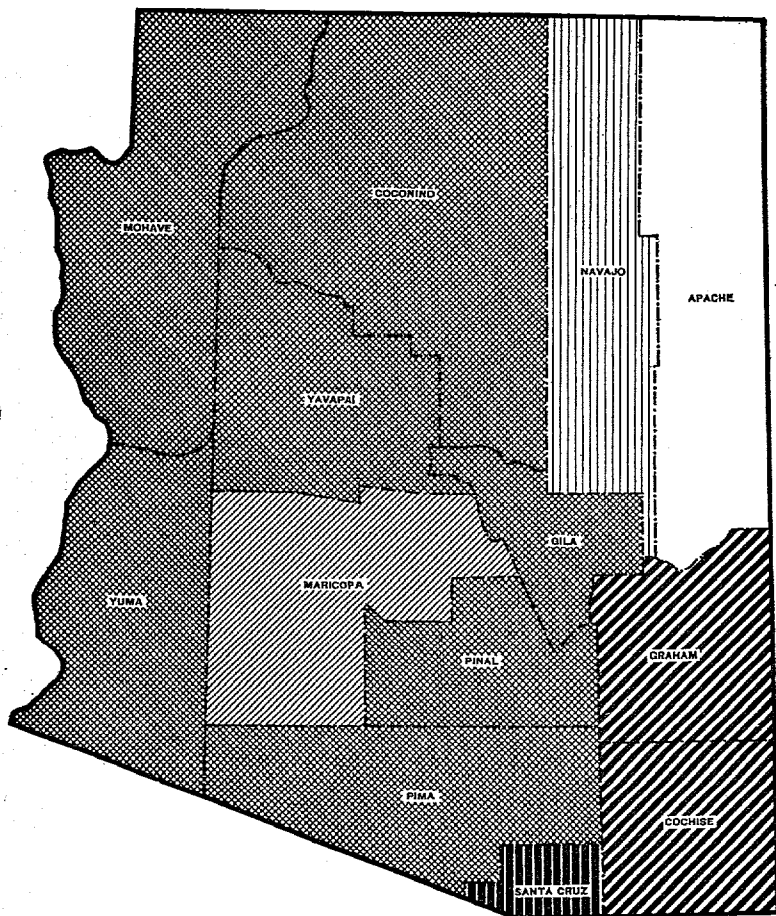 COCONINO
MOHAVE
NAVAJO
APACHE
YAVAPAI
GILA
MARICOPA
YUMA
PINAL
GRAHAM
PIMA
COCHISE
SANTA CRUZ